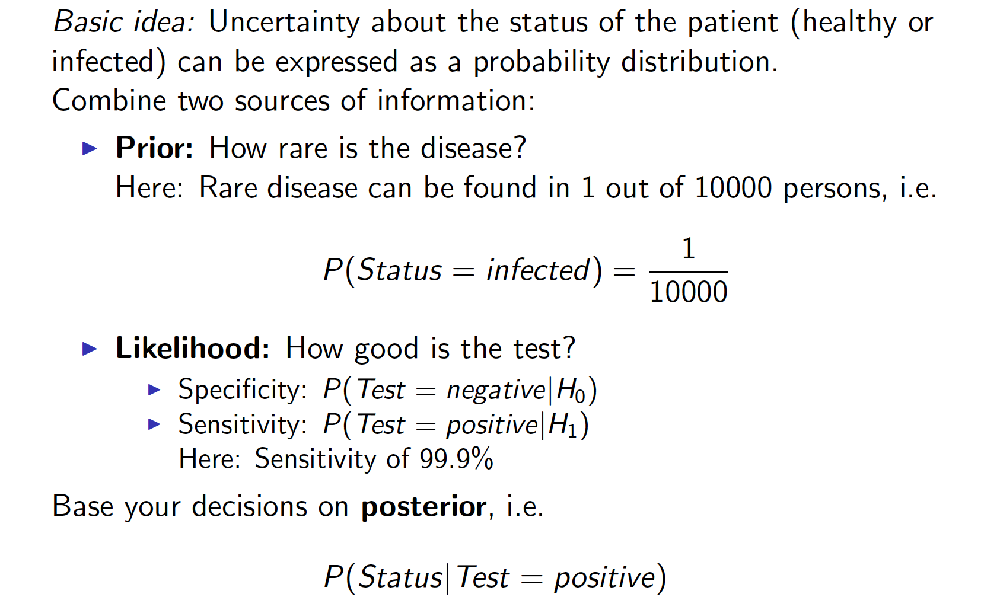 Basic idea: Uncertainty about the status of the patient (healthy or
infected) can be expressed as a probability distribution.
Combine two sources of information:
▶ Prior: How rare is the disease?
Here: Rare disease can be found in 1 out of 10000 persons, i.e.
P(Status = infected) = 1/10000
▶ Likelihood: How good is the test?
▶ Specificity: P(Test = negative|H₀)
▶ Sensitivity: P(Test = positive|H₁)
Here: Sensitivity of 99.9%
Base your decisions on posterior, i.e.
P(Status|Test = positive)